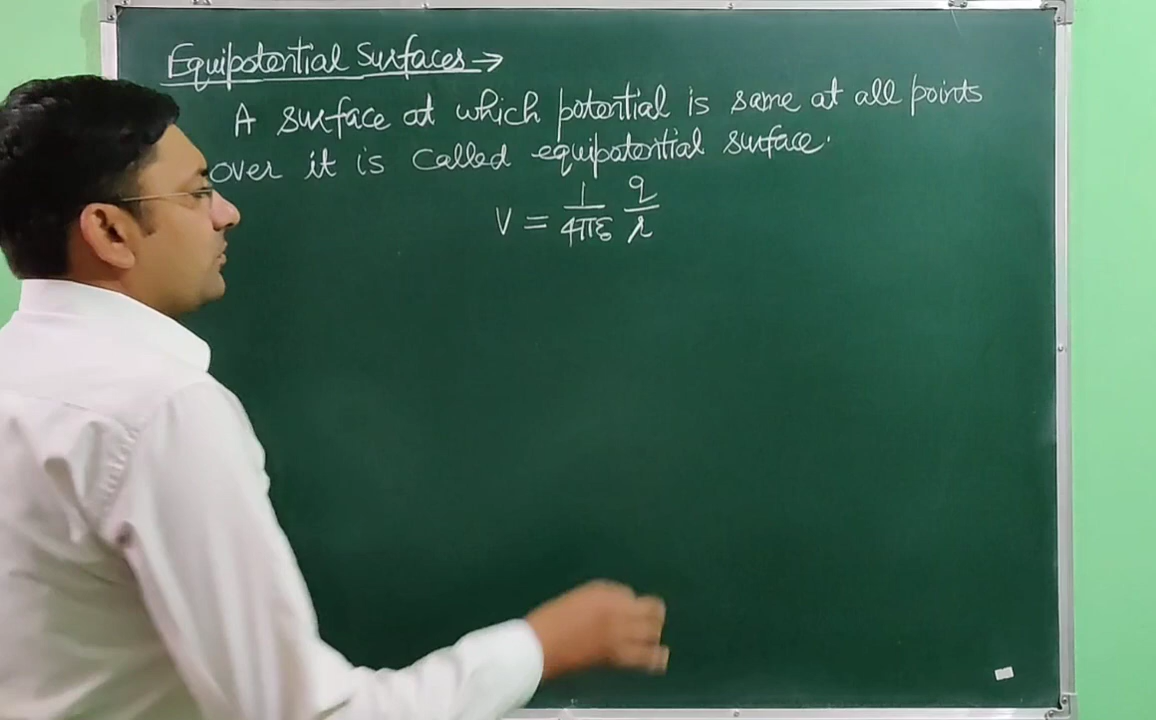 Equipotential Surfaces →
A surface at which potential is same at all points
over it is called equipotential surface.
V = 1/4πε q/r